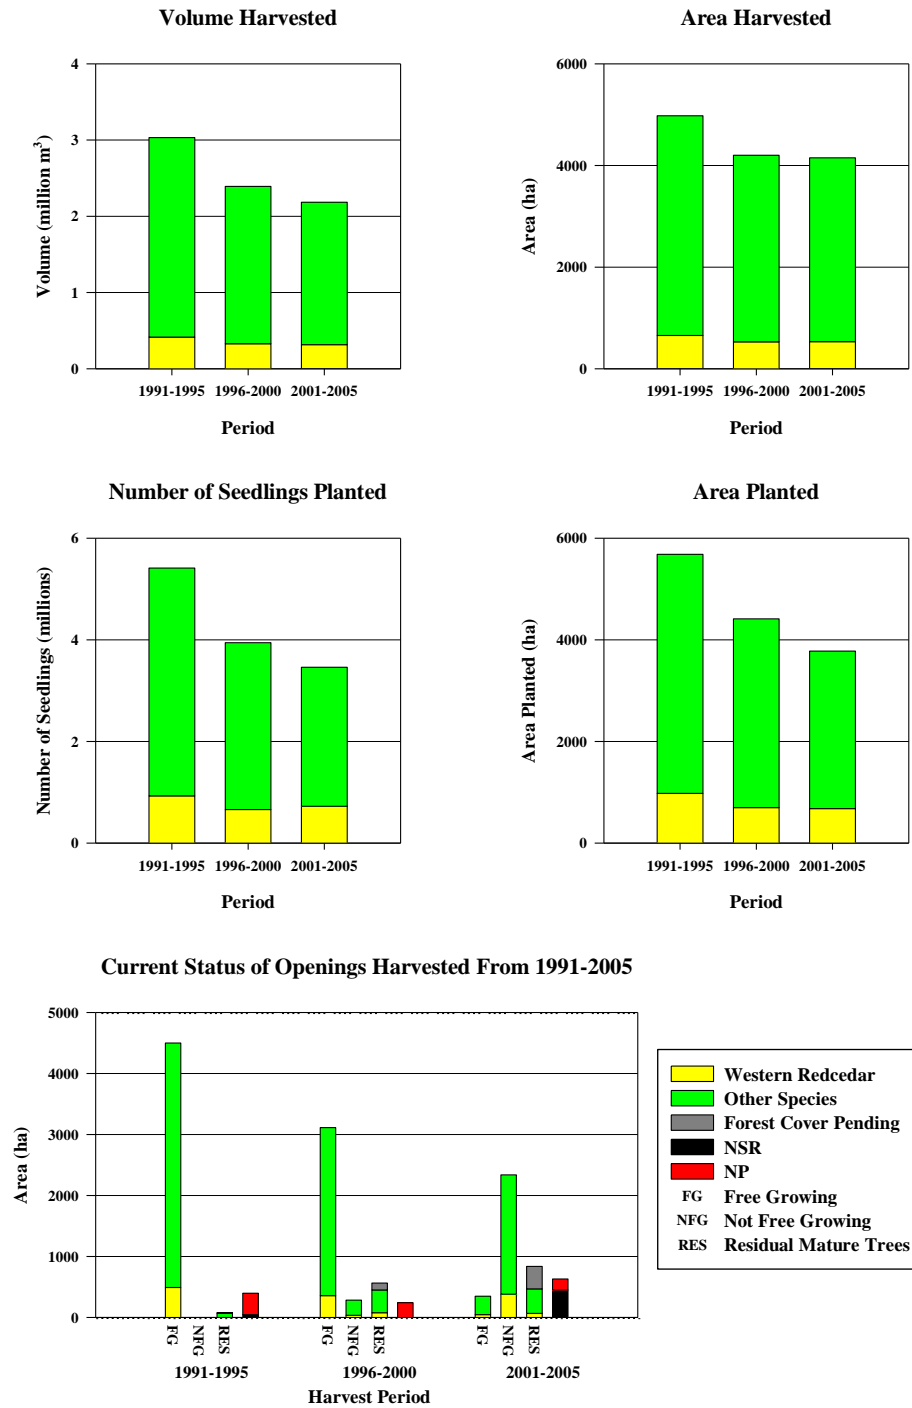 Volume Harvested
Volume (million m³)
4
3
2
1
0
1991-1995 1996-2000 2001-2005
Period
Area Harvested
Area (ha)
6000
4000
2000
0
1991-1995 1996-2000 2001-2005
Period
Number of Seedlings Planted
Number of Seedlings (millions)
6
4
2
0
1991-1995 1996-2000 2001-2005
Period
Area Planted
Area Planted (ha)
6000
4000
2000
0
1991-1995 1996-2000 2001-2005
Period
Current Status of Openings Harvested From 1991-2005
Area (ha)
5000
4000
3000
2000
1000
0
FG NFG RES FG NFG RES FG NFG RES
1991-1995 1996-2000 2001-2005
Harvest Period
Western Redcedar
Other Species
Forest Cover Pending
NSR
NP
FG Free Growing
NFG Not Free Growing
RES Residual Mature Trees